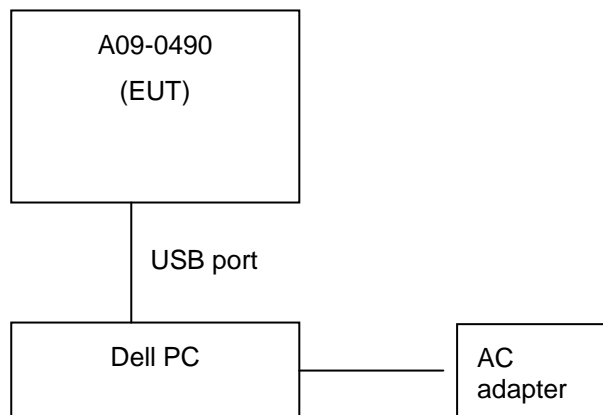 A09-0490
(EUT)
USB port
Dell PC
AC
adapter